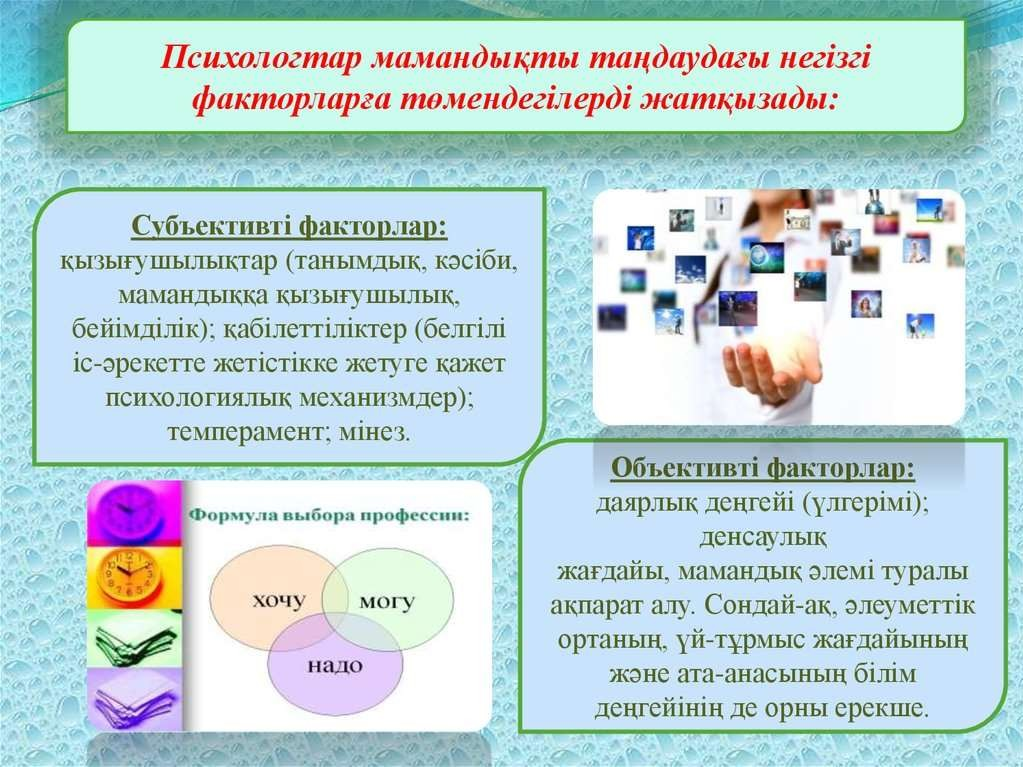 Психологтар мамандықты таңдаудағы негізгі
факторларға төмендегілерді жатқызады:
Субъективті факторлар:
қызығушылықтар (танымдық, кәсіби,
мамандыққа қызығушылық,
бейімділік); қабілеттіліктер (белгілі
іс-әрекетте жетістікке жетуге қажет
психологиялық механизмдер);
темперамент; мінез.
Объективті факторлар:
даярлық деңгейі (үлгерімі);
денсаулық
жағдайы, мамандық әлемі туралы
ақпарат алу. Сондай-ақ, әлеуметтік
ортаның, үй-тұрмыс жағдайының
және ата-анасының білім
деңгейінің де орны ерекше.
Формула выбора профессии:
хочу
могу
надо